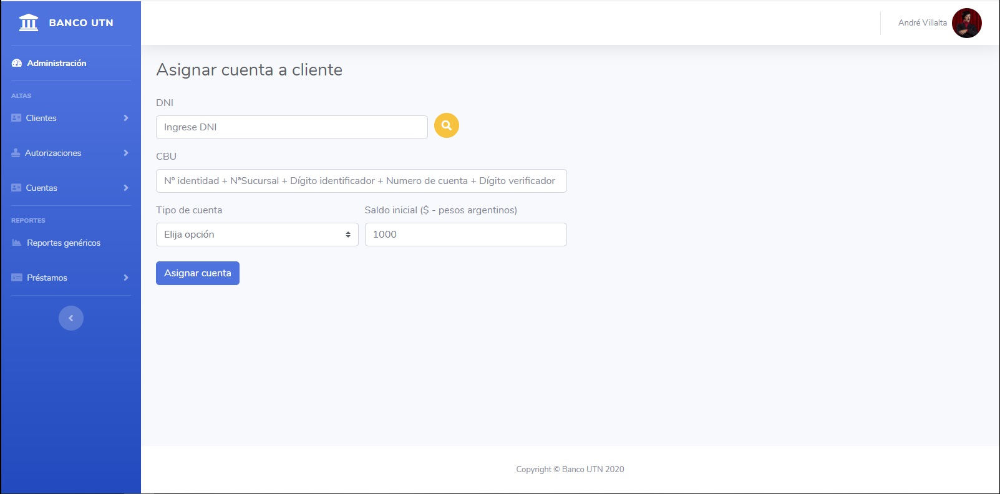 BANCO UTN
André Villalta
Administración
ALTAS
Clientes
Autorizaciones
Cuentas
REPORTES
Reportes genéricos
Préstamos
Asignar cuenta a cliente
DNI
Ingrese DNI
CBU
Nº identidad + NªSucursal + Dígito identificador + Numero de cuenta + Dígito verificador
Tipo de cuenta
Saldo inicial ($ - pesos argentinos)
Elija opción
1000
Asignar cuenta
Copyright © Banco UTN 2020